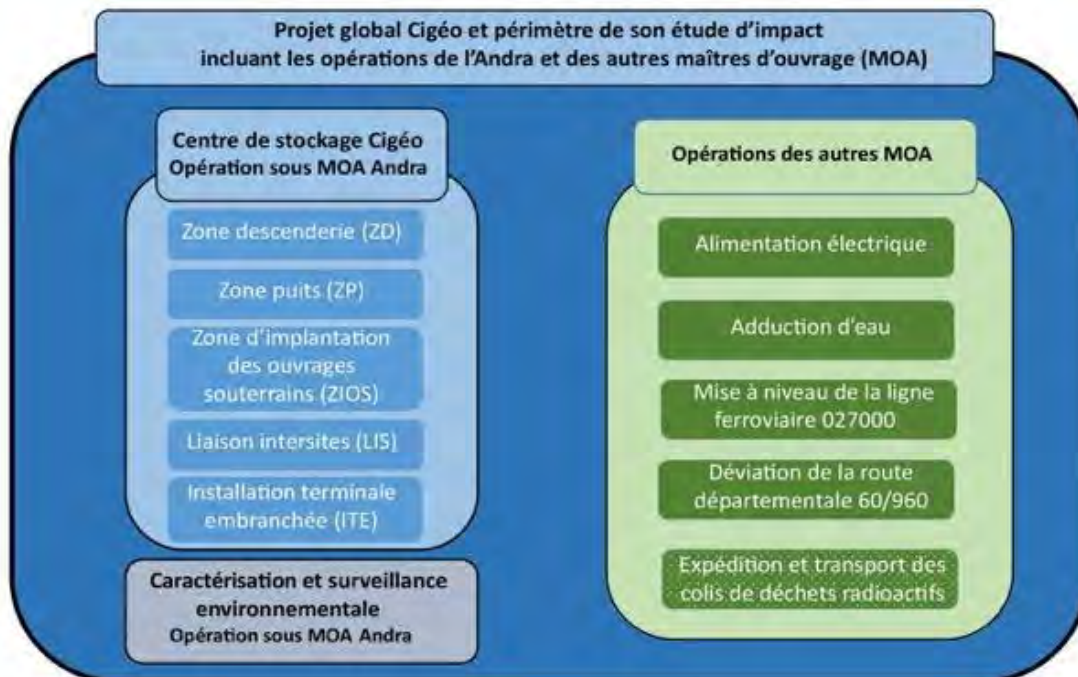 Projet global Cigéo et périmètre de son étude d'impact
incluant les opérations de l'Andra et des autres maîtres d'ouvrage (MOA)
Centre de stockage Cigéo
Opération sous MOA Andra
Zone descenderie (ZD)
Zone puits (ZP)
Zone d'implantation
des ouvrages
souterrains (ZIOS)
Liaison intersites (LIS)
Installation terminale
embranchée (ITE)
Caractérisation et surveillance
environnementale
Opération sous MOA Andra
Opérations des autres MOA
Alimentation électrique
Adduction d'eau
Mise à niveau de la ligne
ferroviaire 027000
Déviation de la route
départementale 60/960
Expédition et transport des
colis de déchets radioactifs